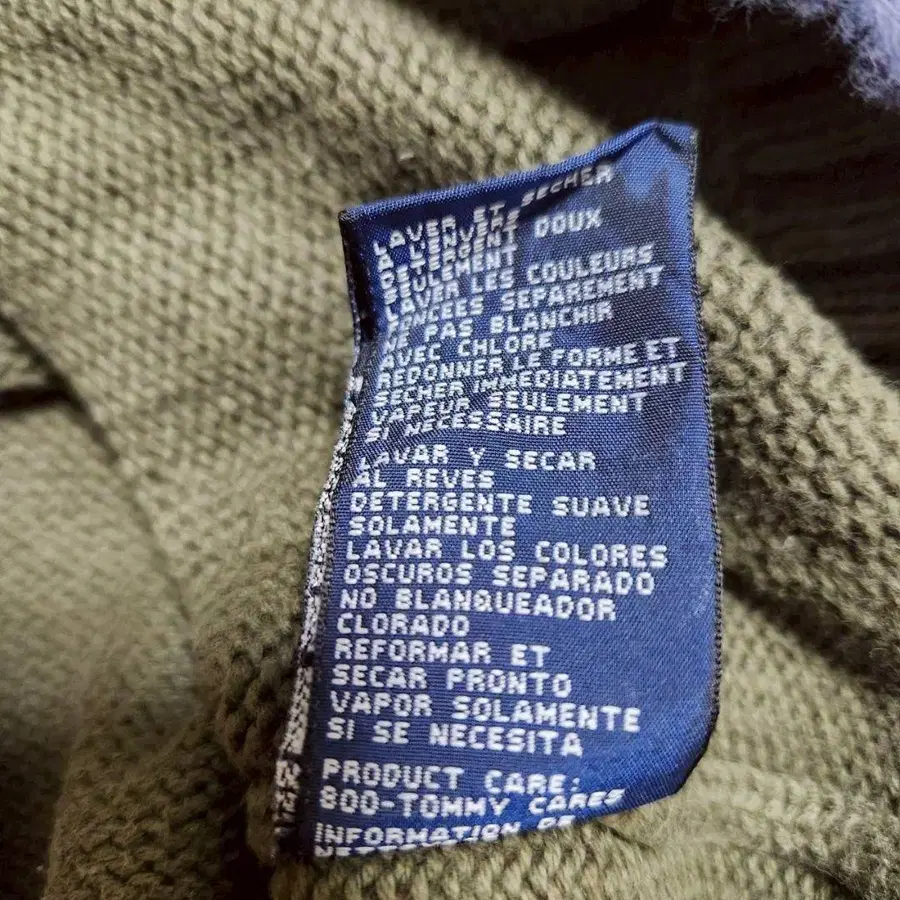 LAVER ET SECHER
A L'ENVERS
DETERGENT DOUX
SEULEMENT
LAVER LES COULEURS
FONCEES SEPAREMENT
NE PAS BLANCHIR
AVEC CHLORE
REDONNER LE FORME ET
SECHER IMMEDIATEMENT
VAPEUR SEULEMENT
SI NECESSAIRE
LAVAR Y SECAR
AL REVES
DETERGENTE SUAVE
SOLAMENTE
LAVAR LOS COLORES
OSCUROS SEPARADO
NO BLANQUEADOR
CLORADO
REFORMAR ET
SECAR PRONTO
VAPOR SOLAMENTE
SI SE NECESITA
PRODUCT CARE:
800-TOMMY CARES
INFORMATION DE